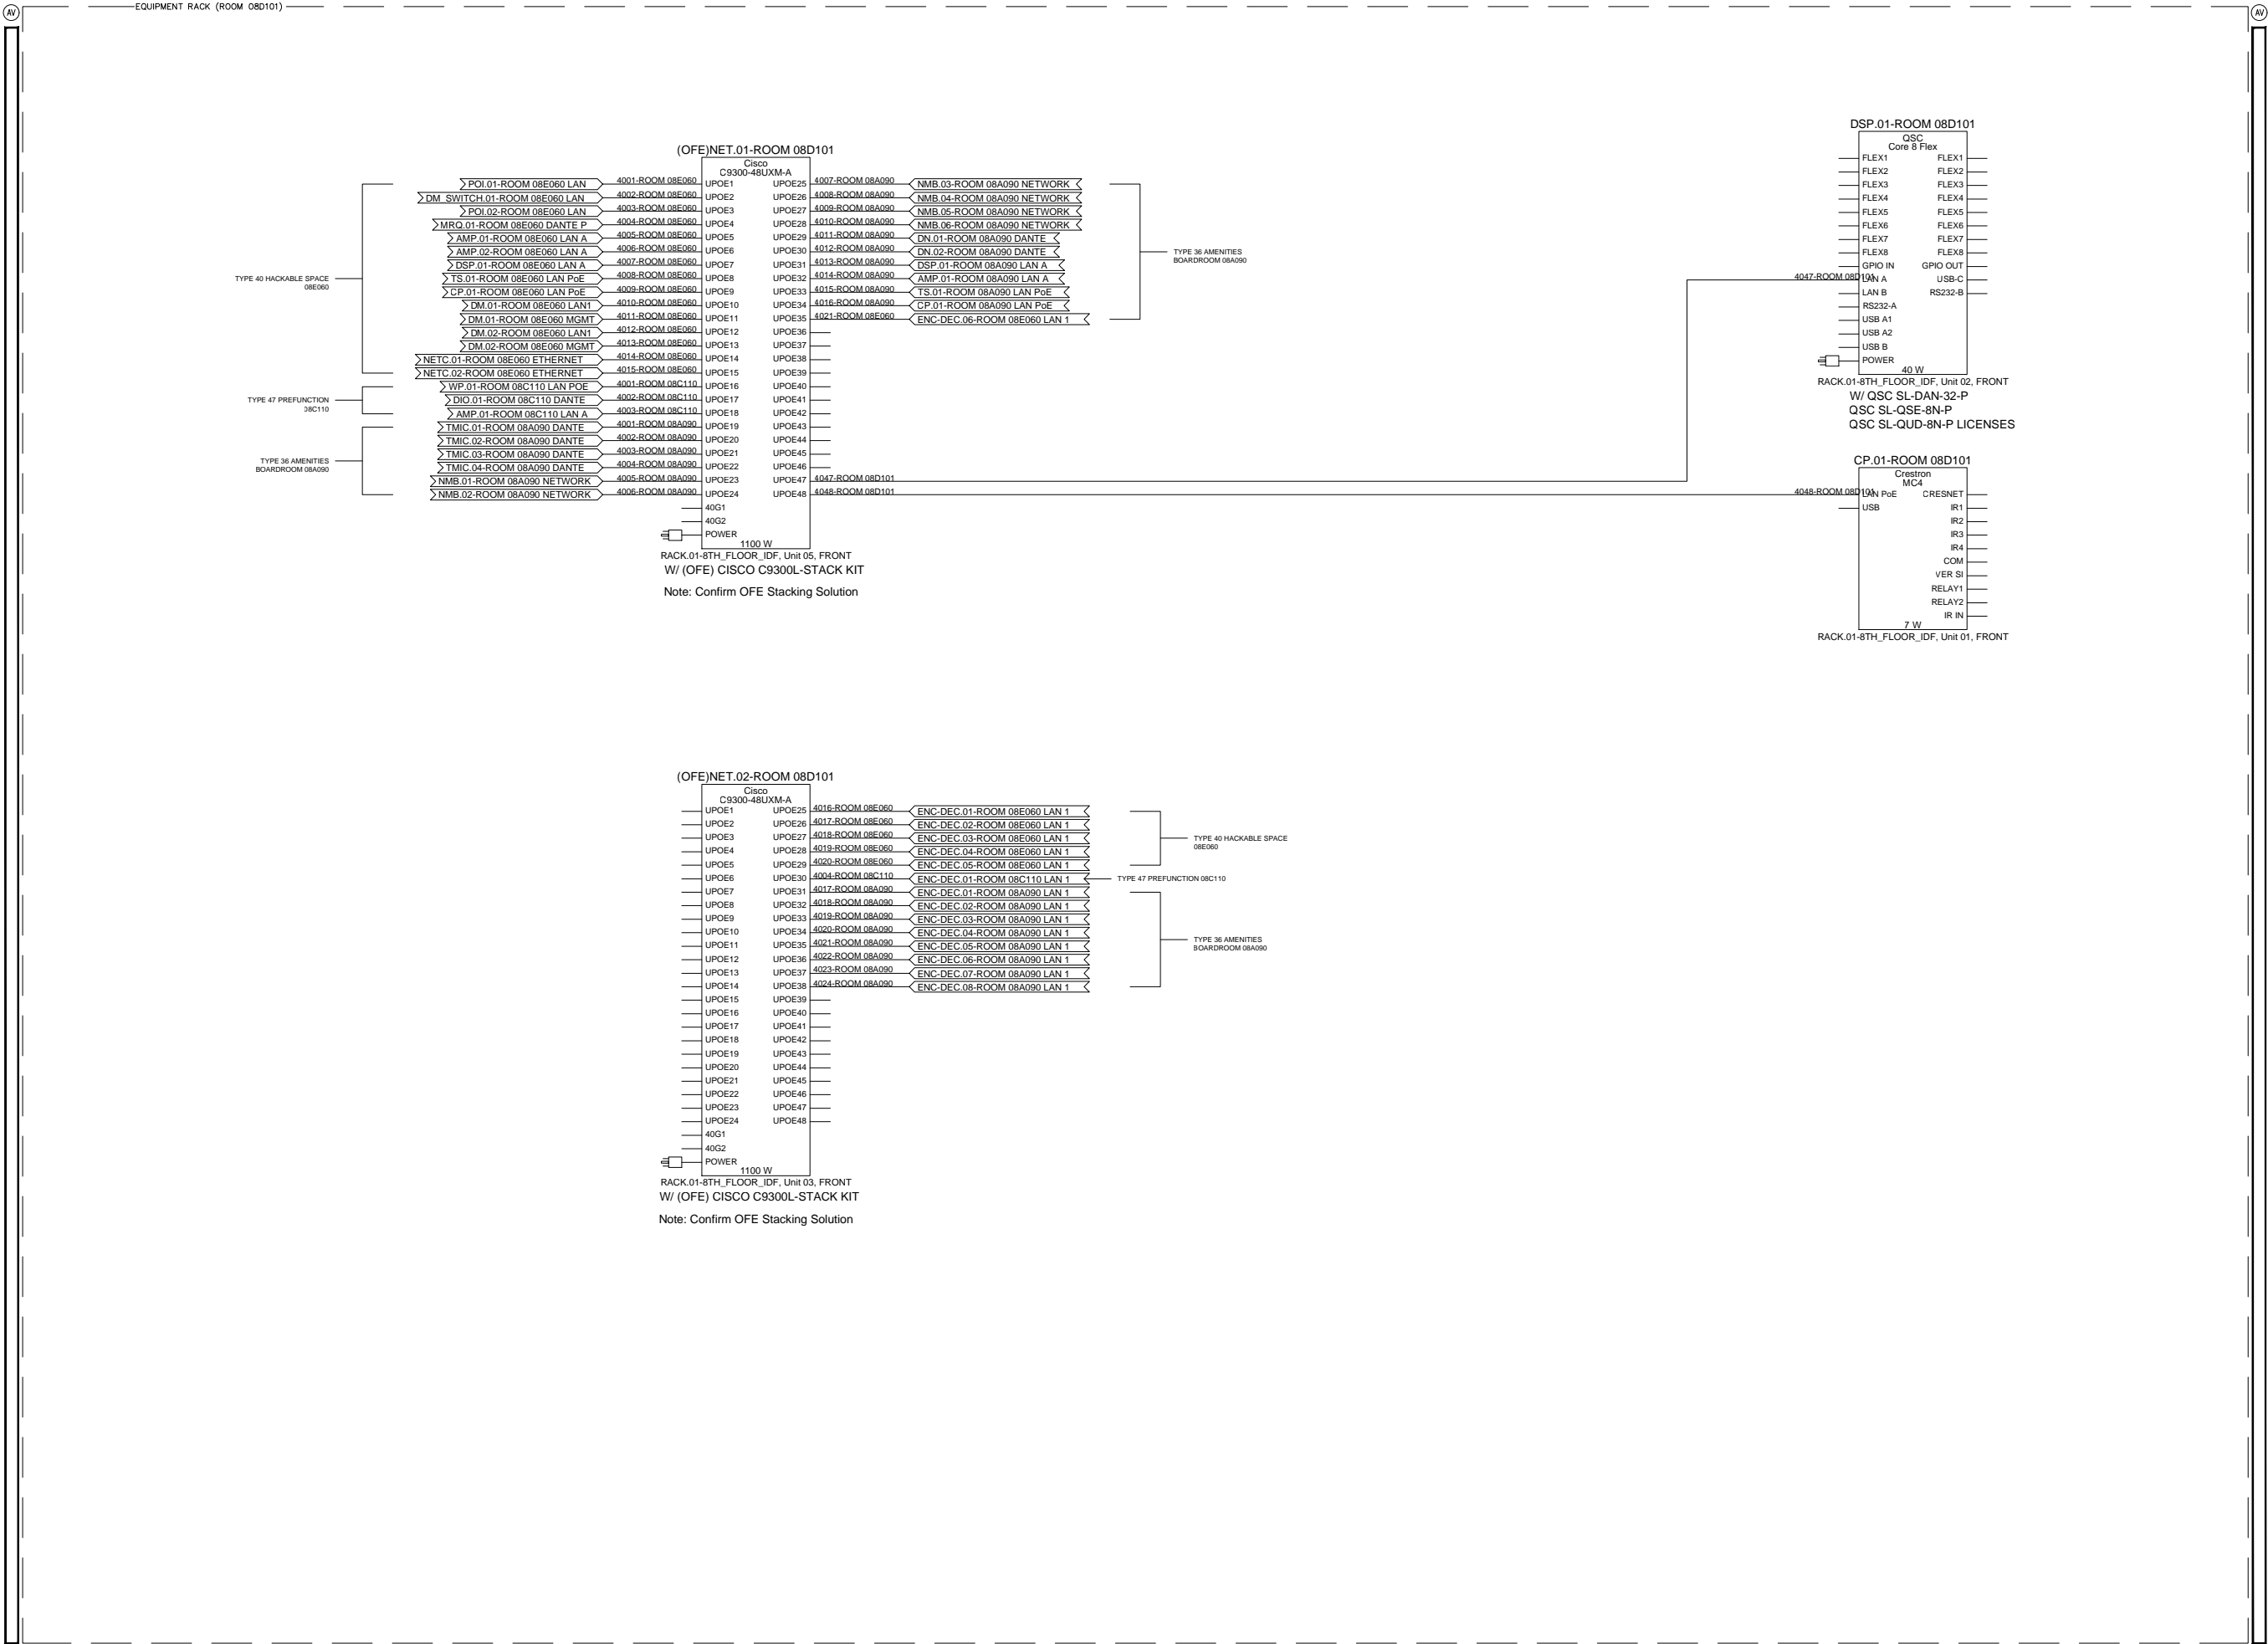 EQUIPMENT RACK (ROOM 08D101)
AV
AV
(OFE)NET.01-ROOM 08D101
Cisco
C9300-48UXM-A
TYPE 40 HACKABLE SPACE
08E060
TYPE 47 PREFUNCTION
08C110
TYPE 36 AMENITIES
BOARDROOM 08A090
POI.01-ROOM 08E060 LAN 4001-ROOM 08E060 UPOE1 UPOE25 4007-ROOM 08A090 NMB.03-ROOM 08A090 NETWORK
DM SWITCH.01-ROOM 08E060 LAN 4002-ROOM 08E060 UPOE2 UPOE26 4008-ROOM 08A090 NMB.04-ROOM 08A090 NETWORK
POI.02-ROOM 08E060 LAN 4003-ROOM 08E060 UPOE3 UPOE27 4009-ROOM 08A090 NMB.05-ROOM 08A090 NETWORK
MRQ.01-ROOM 08E060 DANTE P 4004-ROOM 08E060 UPOE4 UPOE28 4010-ROOM 08A090 NMB.06-ROOM 08A090 NETWORK
AMP.01-ROOM 08E060 LAN A 4005-ROOM 08E060 UPOE5 UPOE29 4011-ROOM 08A090 DN.01-ROOM 08A090 DANTE
AMP.02-ROOM 08E060 LAN A 4006-ROOM 08E060 UPOE6 UPOE30 4012-ROOM 08A090 DN.02-ROOM 08A090 DANTE
DSP.01-ROOM 08E060 LAN A 4007-ROOM 08E060 UPOE7 UPOE31 4013-ROOM 08A090 DSP.01-ROOM 08A090 LAN A
TS.01-ROOM 08E060 LAN PoE 4008-ROOM 08E060 UPOE8 UPOE32 4014-ROOM 08A090 AMP.01-ROOM 08A090 LAN A
CP.01-ROOM 08E060 LAN PoE 4009-ROOM 08E060 UPOE9 UPOE33 4015-ROOM 08A090 TS.01-ROOM 08A090 LAN PoE
DM.01-ROOM 08E060 LAN1 4010-ROOM 08E060 UPOE10 UPOE34 4016-ROOM 08A090 CP.01-ROOM 08A090 LAN PoE
DM.01-ROOM 08E060 MGMT 4011-ROOM 08E060 UPOE11 UPOE35 4021-ROOM 08E060 ENC-DEC.06-ROOM 08E060 LAN 1
DM.02-ROOM 08E060 LAN1 4012-ROOM 08E060 UPOE12 UPOE36
DM.02-ROOM 08E060 MGMT 4013-ROOM 08E060 UPOE13 UPOE37
NETC.01-ROOM 08E060 ETHERNET 4014-ROOM 08E060 UPOE14 UPOE38
NETC.02-ROOM 08E060 ETHERNET 4015-ROOM 08E060 UPOE15 UPOE39
WP.01-ROOM 08C110 LAN POE 4001-ROOM 08C110 UPOE16 UPOE40
DIO.01-ROOM 08C110 DANTE 4002-ROOM 08C110 UPOE17 UPOE41
AMP.01-ROOM 08C110 LAN A 4003-ROOM 08C110 UPOE18 UPOE42
TMIC.01-ROOM 08A090 DANTE 4001-ROOM 08A090 UPOE19 UPOE43
TMIC.02-ROOM 08A090 DANTE 4002-ROOM 08A090 UPOE20 UPOE44
TMIC.03-ROOM 08A090 DANTE 4003-ROOM 08A090 UPOE21 UPOE45
TMIC.04-ROOM 08A090 DANTE 4004-ROOM 08A090 UPOE22 UPOE46
NMB.01-ROOM 08A090 NETWORK 4005-ROOM 08A090 UPOE23 UPOE47 4047-ROOM 08D101
NMB.02-ROOM 08A090 NETWORK 4006-ROOM 08A090 UPOE24 UPOE48 4048-ROOM 08D101
40G1
40G2
POWER
1100 W
TYPE 36 AMENITIES
BOARDROOM 08A090
RACK.01-8TH_FLOOR_IDF, Unit 05, FRONT
W/ (OFE) CISCO C9300L-STACK KIT
Note: Confirm OFE Stacking Solution
DSP.01-ROOM 08D101
QSC
Core 8 Flex
FLEX1 FLEX1
FLEX2 FLEX2
FLEX3 FLEX3
FLEX4 FLEX4
FLEX5 FLEX5
FLEX6 FLEX6
FLEX7 FLEX7
FLEX8 FLEX8
GPIO IN GPIO OUT
4047-ROOM 08D101 LAN A USB-C
LAN B RS232-B
RS232-A
USB A1
USB A2
USB B
POWER
40 W
RACK.01-8TH_FLOOR_IDF, Unit 02, FRONT
W/ QSC SL-DAN-32-P
QSC SL-QSE-8N-P
QSC SL-QUD-8N-P LICENSES
CP.01-ROOM 08D101
Crestron
MC4
4048-ROOM 08D101 LAN PoE CRESNET
USB IR1
IR2
IR3
IR4
COM
VER SI
RELAY1
RELAY2
IR IN
7 W
RACK.01-8TH_FLOOR_IDF, Unit 01, FRONT
(OFE)NET.02-ROOM 08D101
Cisco
C9300-48UXM-A
UPOE1 UPOE25 4016-ROOM 08E060 ENC-DEC.01-ROOM 08E060 LAN 1
UPOE2 UPOE26 4017-ROOM 08E060 ENC-DEC.02-ROOM 08E060 LAN 1
UPOE3 UPOE27 4018-ROOM 08E060 ENC-DEC.03-ROOM 08E060 LAN 1
UPOE4 UPOE28 4019-ROOM 08E060 ENC-DEC.04-ROOM 08E060 LAN 1
UPOE5 UPOE29 4020-ROOM 08E060 ENC-DEC.05-ROOM 08E060 LAN 1
UPOE6 UPOE30 4004-ROOM 08C110 ENC-DEC.01-ROOM 08C110 LAN 1
UPOE7 UPOE31 4017-ROOM 08A090 ENC-DEC.01-ROOM 08A090 LAN 1
UPOE8 UPOE32 4018-ROOM 08A090 ENC-DEC.02-ROOM 08A090 LAN 1
UPOE9 UPOE33 4019-ROOM 08A090 ENC-DEC.03-ROOM 08A090 LAN 1
UPOE10 UPOE34 4020-ROOM 08A090 ENC-DEC.04-ROOM 08A090 LAN 1
UPOE11 UPOE35 4021-ROOM 08A090 ENC-DEC.05-ROOM 08A090 LAN 1
UPOE12 UPOE36 4022-ROOM 08A090 ENC-DEC.06-ROOM 08A090 LAN 1
UPOE13 UPOE37 4023-ROOM 08A090 ENC-DEC.07-ROOM 08A090 LAN 1
UPOE14 UPOE38 4024-ROOM 08A090 ENC-DEC.08-ROOM 08A090 LAN 1
UPOE15 UPOE39
UPOE16 UPOE40
UPOE17 UPOE41
UPOE18 UPOE42
UPOE19 UPOE43
UPOE20 UPOE44
UPOE21 UPOE45
UPOE22 UPOE46
UPOE23 UPOE47
UPOE24 UPOE48
40G1
40G2
POWER
1100 W
TYPE 40 HACKABLE SPACE
08E060
TYPE 47 PREFUNCTION 08C110
TYPE 36 AMENITIES
BOARDROOM 08A090
RACK.01-8TH_FLOOR_IDF, Unit 03, FRONT
W/ (OFE) CISCO C9300L-STACK KIT
Note: Confirm OFE Stacking Solution